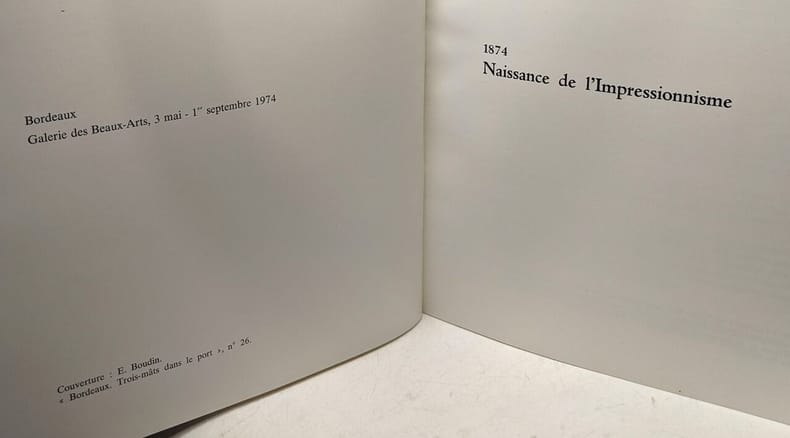 Bordeaux
Galerie des Beaux-Arts, 3 mai - 1er septembre 1974
Couverture : E. Boudin.
« Bordeaux. Trois-mâts dans le port », n° 26.
1874
Naissance de l'Impressionnisme